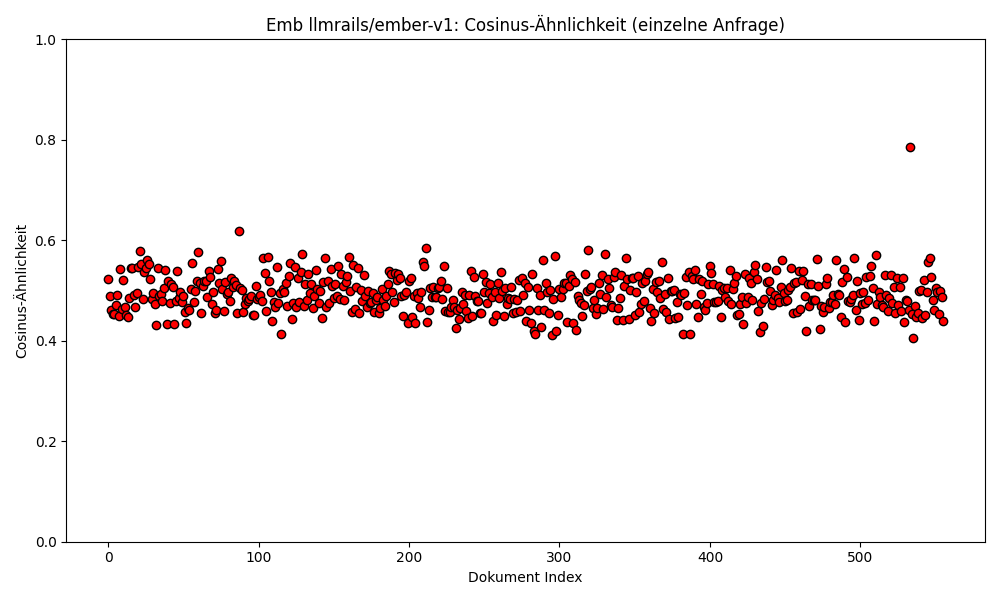 Emb llmrails/ember-v1: Cosinus-Ähnlichkeit (einzelne Anfrage)
1.0
0.8
0.6
0.4
0.2
0.0
Cosinus-Ähnlichkeit
0 100 200 300 400 500
Dokument Index